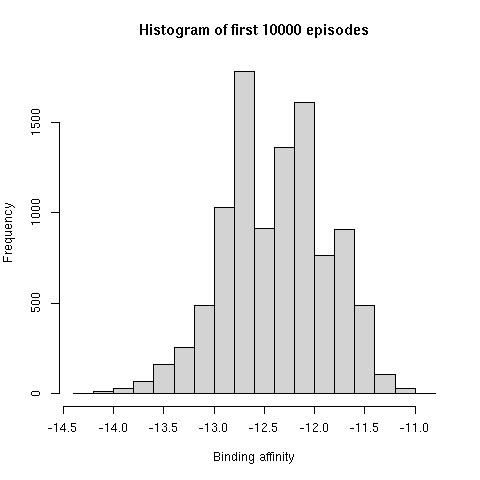 Histogram of first 10000 episodes
Frequency
1500
1000
500
0
-14.5 -14.0 -13.5 -13.0 -12.5 -12.0 -11.5 -11.0
Binding affinity